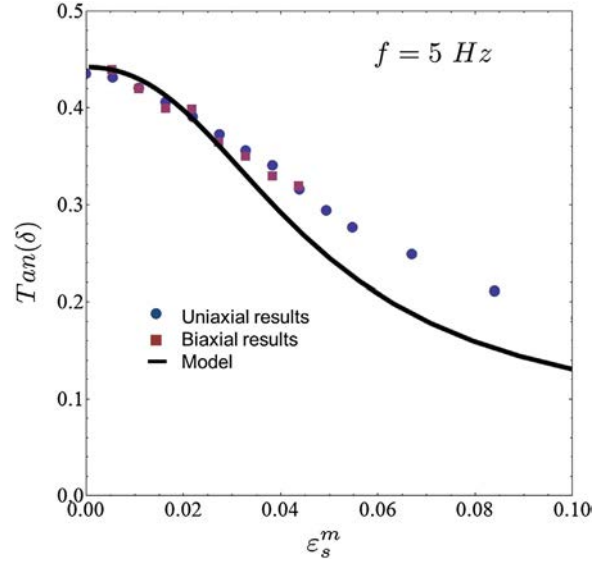 0.5
f = 5 Hz
0.4
0.3
Tan(δ)
0.2
Uniaxial results
Biaxial results
Model
0.1
0.0
0.00 0.02 0.04 0.06 0.08 0.10
ε_s^m